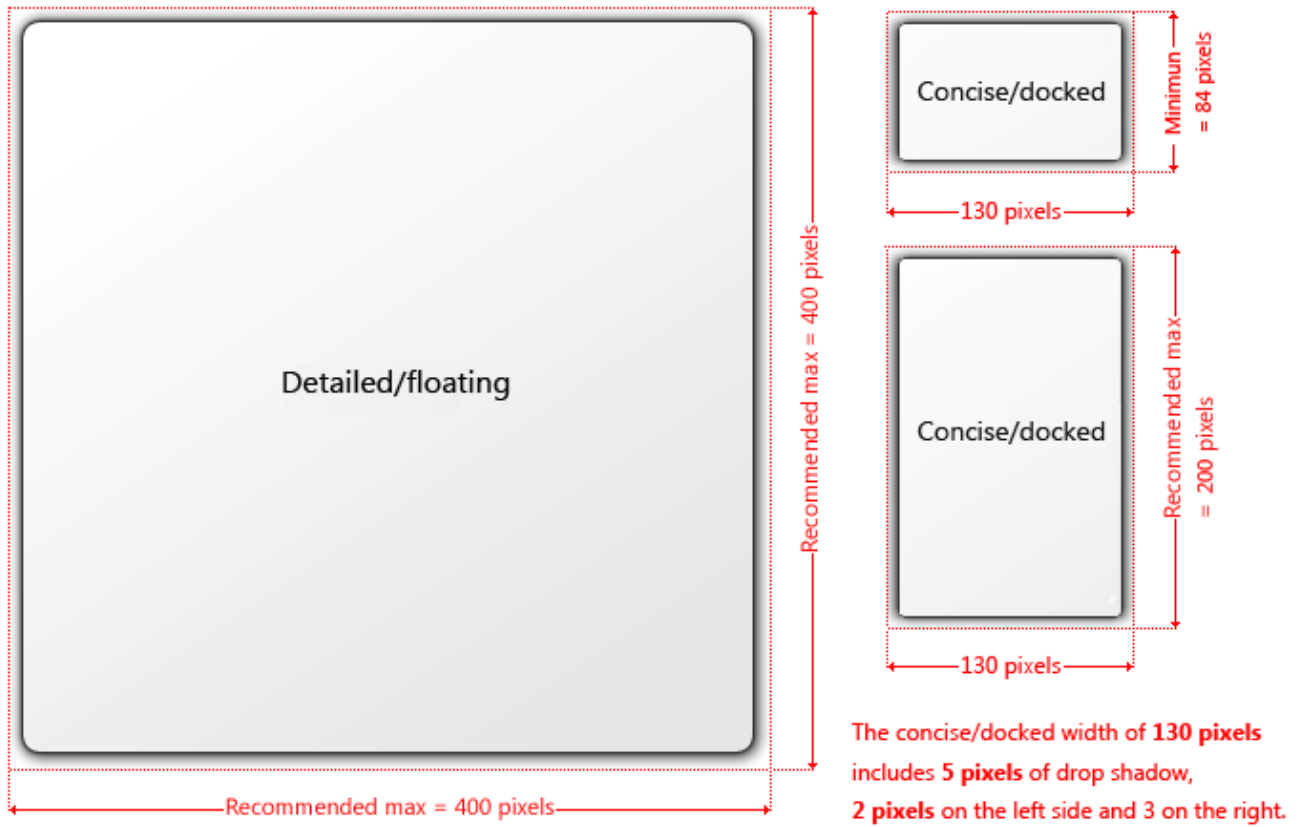 Detailed/floating
Recommended max = 400 pixels
Recommended max = 400 pixels
Concise/docked
Minimun
= 84 pixels
130 pixels
Concise/docked
Recommended max
= 200 pixels
130 pixels
The concise/docked width of 130 pixels
includes 5 pixels of drop shadow,
2 pixels on the left side and 3 on the right.